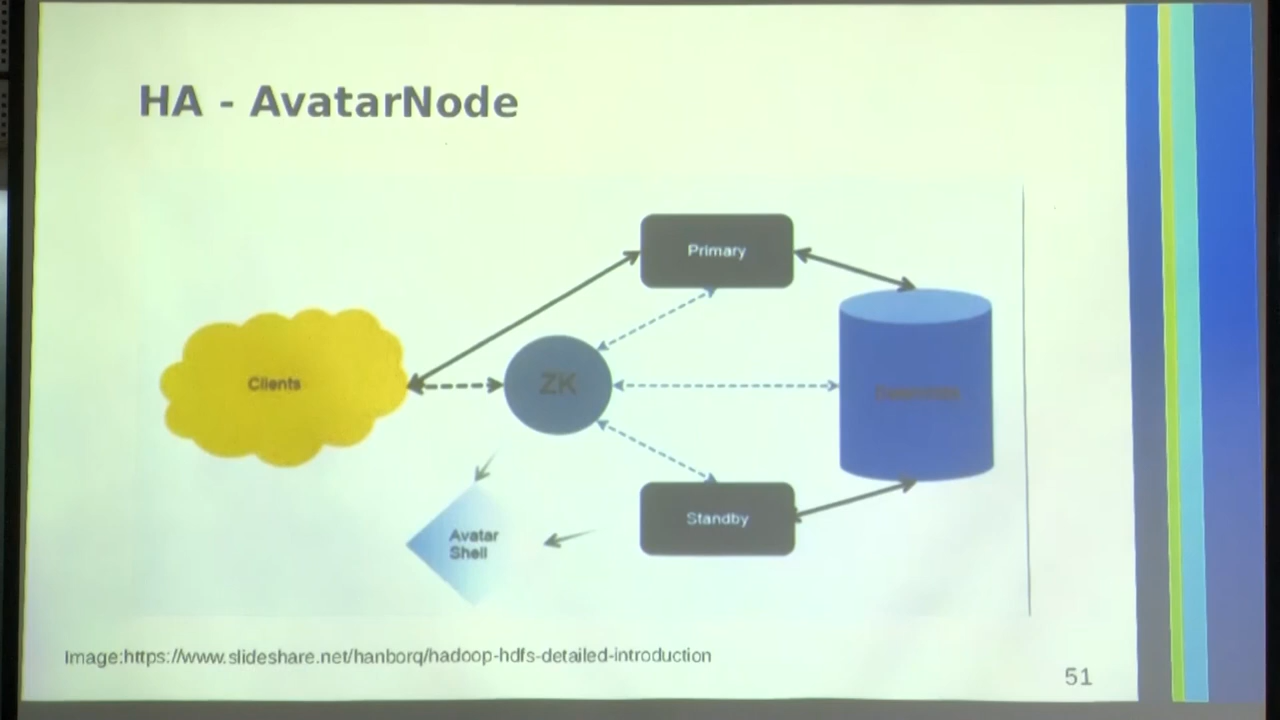 HA - AvatarNode
Primary
Clients
ZK
Standby
Avatar
Shell
Image:https://www.slideshare.net/hanborq/hadoop-hdfs-detailed-introduction
51